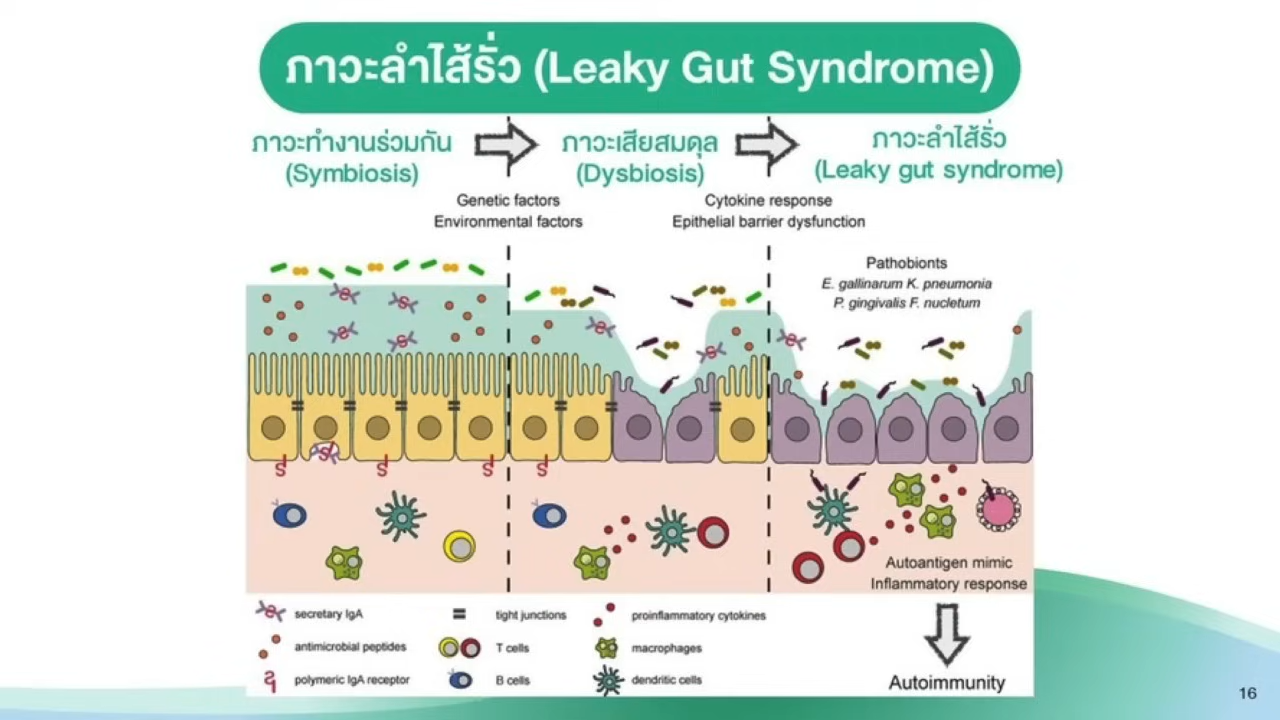 ภาวะลำไส้รั่ว (Leaky Gut Syndrome)
ภาวะทำงานร่วมกัน
(Symbiosis)
ภาวะเสียสมดุล
(Dysbiosis)
ภาวะลำไส้รั่ว
(Leaky gut syndrome)
Genetic factors
Environmental factors
Cytokine response
Epithelial barrier dysfunction
Pathobionts
E. gallinarum K. pneumonia
P. gingivalis F. nucletum
Autoantigen mimic
Inflammatory response
secretary IgA
tight junctions
proinflammatory cytokines
antimicrobial peptides
T cells
macrophages
polymeric IgA receptor
B cells
dendritic cells
Autoimmunity
16